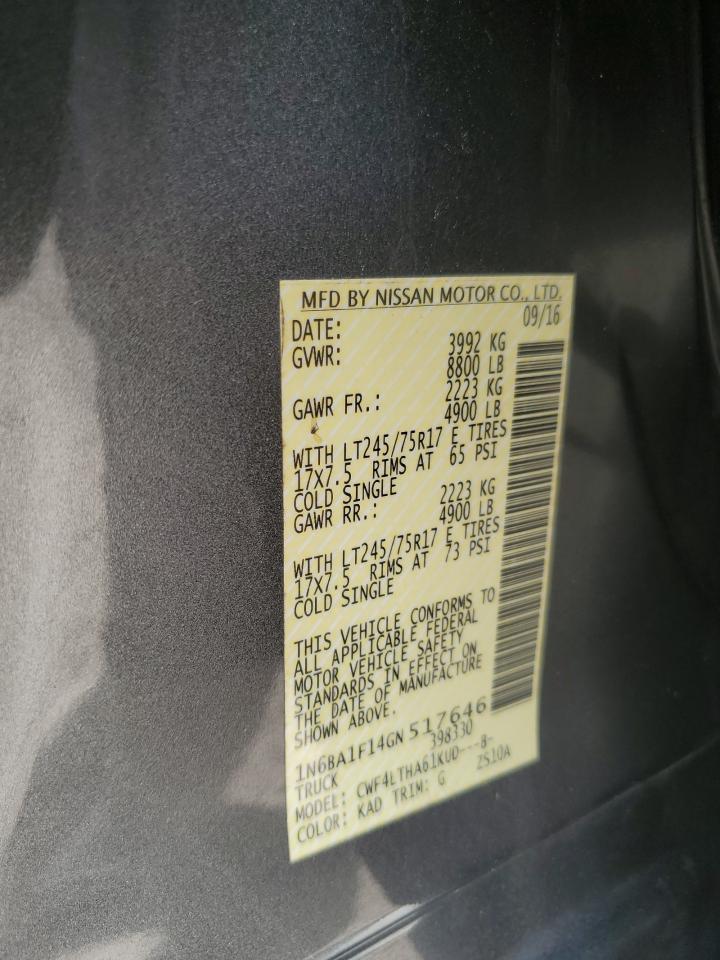 MFD BY NISSAN MOTOR CO., LTD.
DATE: 09/16
GVWR: 3992 KG
8800 LB
GAWR FR.: 2223 KG
4900 LB
WITH LT245/75R17 E TIRES
17X7.5 RIMS AT 65 PSI
COLD SINGLE
GAWR RR.: 2223 KG
4900 LB
WITH LT245/75R17 E TIRES
17X7.5 RIMS AT 73 PSI
COLD SINGLE
THIS VEHICLE CONFORMS TO
ALL APPLICABLE FEDERAL
MOTOR VEHICLE SAFETY
STANDARDS IN EFFECT ON
THE DATE OF MANUFACTURE
SHOWN ABOVE.
1N6BA1F14GN517646
TRUCK 398330
MODEL: CWF4LTHA61KUD---8-
COLOR: KAD TRIM: G ZS10A